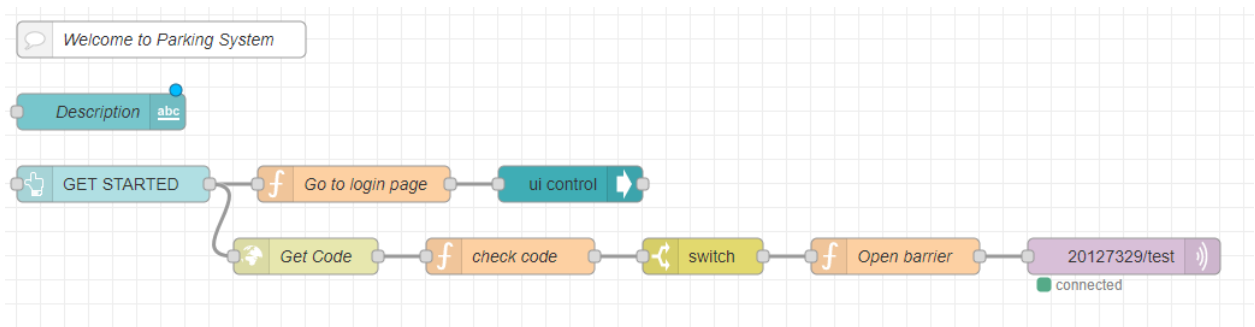 Welcome to Parking System
Description abc
GET STARTED
Go to login page
ui control
Get Code
check code
switch
Open barrier
20127329/test
connected